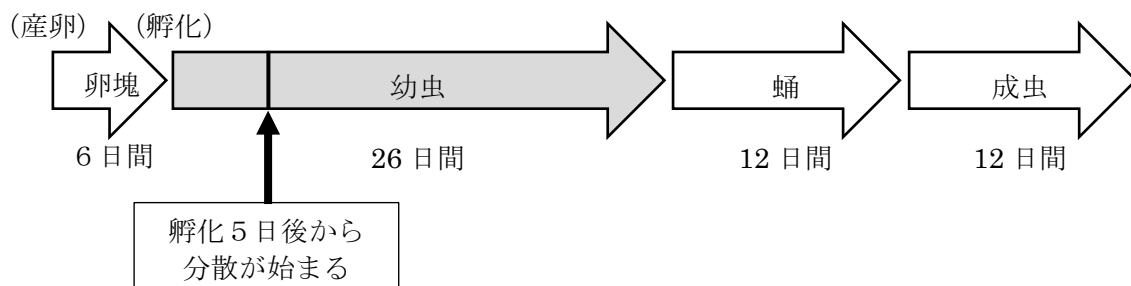 (産卵) (孵化)
卵塊 幼虫 蛹 成虫
6日間 26日間 12日間 12日間
孵化5日後から
分散が始まる